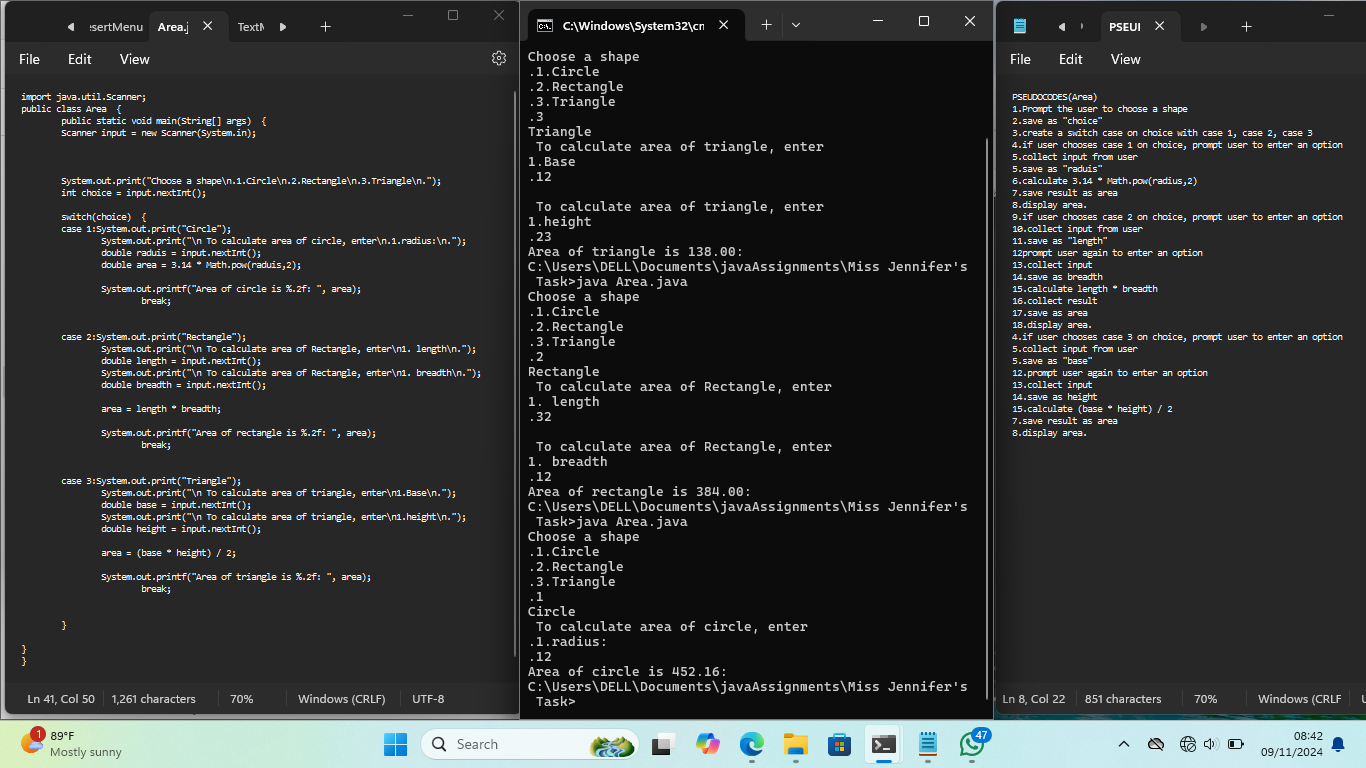 sertMenu Area.j TextN
File Edit View
import java.util.Scanner;
public class Area {
public static void main(String[] args) {
Scanner input = new Scanner(System.in);
System.out.print("Choose a shape\n.1.Circle\n.2.Rectangle\n.3.Triangle\n.");
int choice = input.nextInt();
switch(choice) {
case 1:System.out.print("Circle");
System.out.print("\n To calculate area of circle, enter\n.1.radius:\n.");
double raduis = input.nextInt();
double area = 3.14 * Math.pow(raduis,2);
System.out.printf("Area of circle is %.2f: ", area);
break;
case 2:System.out.print("Rectangle");
System.out.print("\n To calculate area of Rectangle, enter\n1. length\n.");
double length = input.nextInt();
System.out.print("\n To calculate area of Rectangle, enter\n1. breadth\n.");
double breadth = input.nextInt();
area = length * breadth;
System.out.printf("Area of rectangle is %.2f: ", area);
break;
case 3:System.out.print("Triangle");
System.out.print("\n To calculate area of triangle, enter\n1.Base\n.");
double base = input.nextInt();
System.out.print("\n To calculate area of triangle, enter\n1.height\n.");
double height = input.nextInt();
area = (base * height) / 2;
System.out.printf("Area of triangle is %.2f: ", area);
break;
}
}
}
Ln 41, Col 50 1,261 characters 70% Windows (CRLF) UTF-8
C:\Windows\System32\cm
Choose a shape
.1.Circle
.2.Rectangle
.3.Triangle
.3
Triangle
To calculate area of triangle, enter
1.Base
.12
To calculate area of triangle, enter
1.height
.23
Area of triangle is 138.00:
C:\Users\DELL\Documents\javaAssignments\Miss Jennifer's
Task>java Area.java
Choose a shape
.1.Circle
.2.Rectangle
.3.Triangle
.2
Rectangle
To calculate area of Rectangle, enter
1. length
.32
To calculate area of Rectangle, enter
1. breadth
.12
Area of rectangle is 384.00:
C:\Users\DELL\Documents\javaAssignments\Miss Jennifer's
Task>java Area.java
Choose a shape
.1.Circle
.2.Rectangle
.3.Triangle
.1
Circle
To calculate area of circle, enter
.1.radius:
.12
Area of circle is 452.16:
C:\Users\DELL\Documents\javaAssignments\Miss Jennifer's
Task>
PSEUI
File Edit View
PSEUDOCODES(Area)
1.Prompt the user to choose a shape
2.save as "choice"
3.create a switch case on choice with case 1, case 2, case 3
4.if user chooses case 1 on choice, prompt user to enter an option
5.collect input from user
5.save as "raduis"
6.calculate 3.14 * Math.pow(radius,2)
7.save result as area
8.display area.
9.if user chooses case 2 on choice, prompt user to enter an option
10.collect input from user
11.save as "length"
12prompt user again to enter an option
13.collect input
14.save as breadth
15.calculate length * breadth
16.collect result
17.save as area
18.display area.
4.if user chooses case 3 on choice, prompt user to enter an option
5.collect input from user
5.save as "base"
12.prompt user again to enter an option
13.collect input
14.save as height
15.calculate (base * height) / 2
7.save result as area
8.display area.
Ln 8, Col 22 851 characters 70% Windows (CRLF
1
89°F
Mostly sunny
Search
47
08:42
09/11/2024